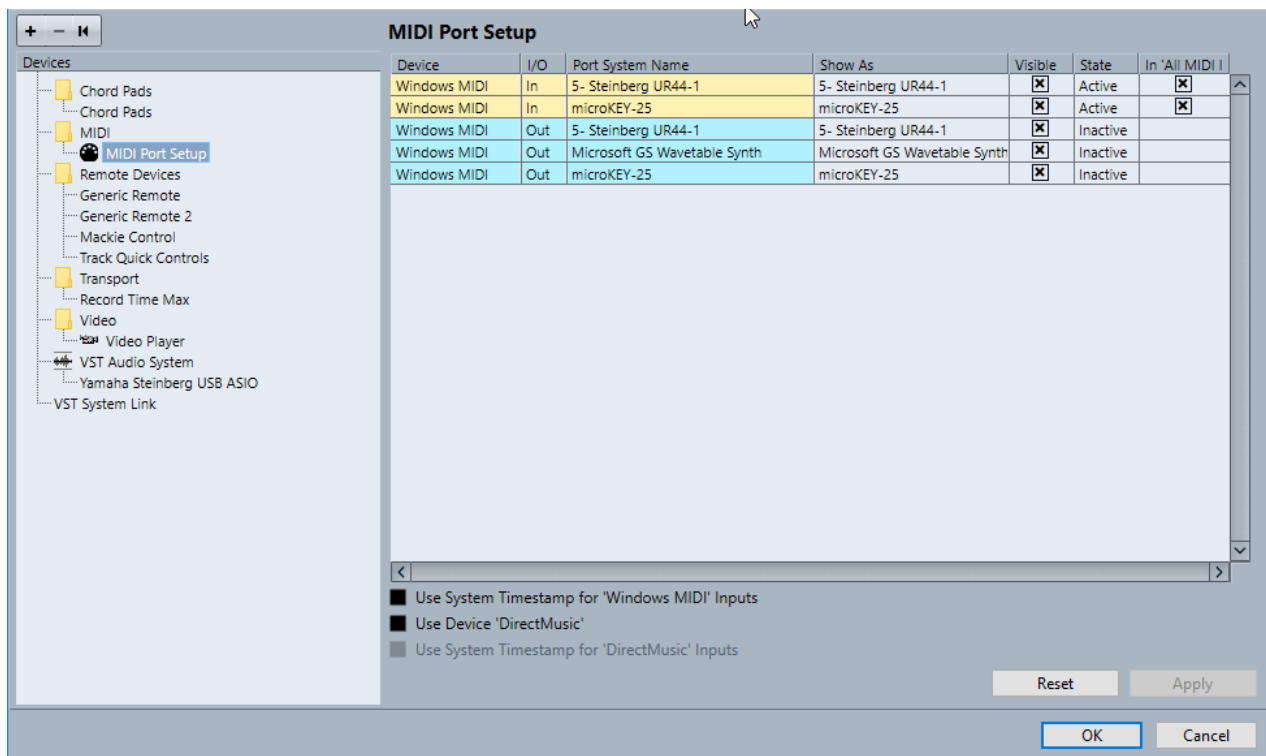 MIDI Port Setup
Devices
Chord Pads
Chord Pads
MIDI
MIDI Port Setup
Remote Devices
Generic Remote
Generic Remote 2
Mackie Control
Track Quick Controls
Transport
Record Time Max
Video
Video Player
VST Audio System
Yamaha Steinberg USB ASIO
VST System Link
Device I/O Port System Name Show As Visible State In 'All MIDI I
Windows MIDI In 5- Steinberg UR44-1 5- Steinberg UR44-1 Active
Windows MIDI In microKEY-25 microKEY-25 Active
Windows MIDI Out 5- Steinberg UR44-1 5- Steinberg UR44-1 Inactive
Windows MIDI Out Microsoft GS Wavetable Synth Microsoft GS Wavetable Synth Inactive
Windows MIDI Out microKEY-25 microKEY-25 Inactive
Use System Timestamp for 'Windows MIDI' Inputs
Use Device 'DirectMusic'
Use System Timestamp for 'DirectMusic' Inputs
Reset Apply
OK Cancel